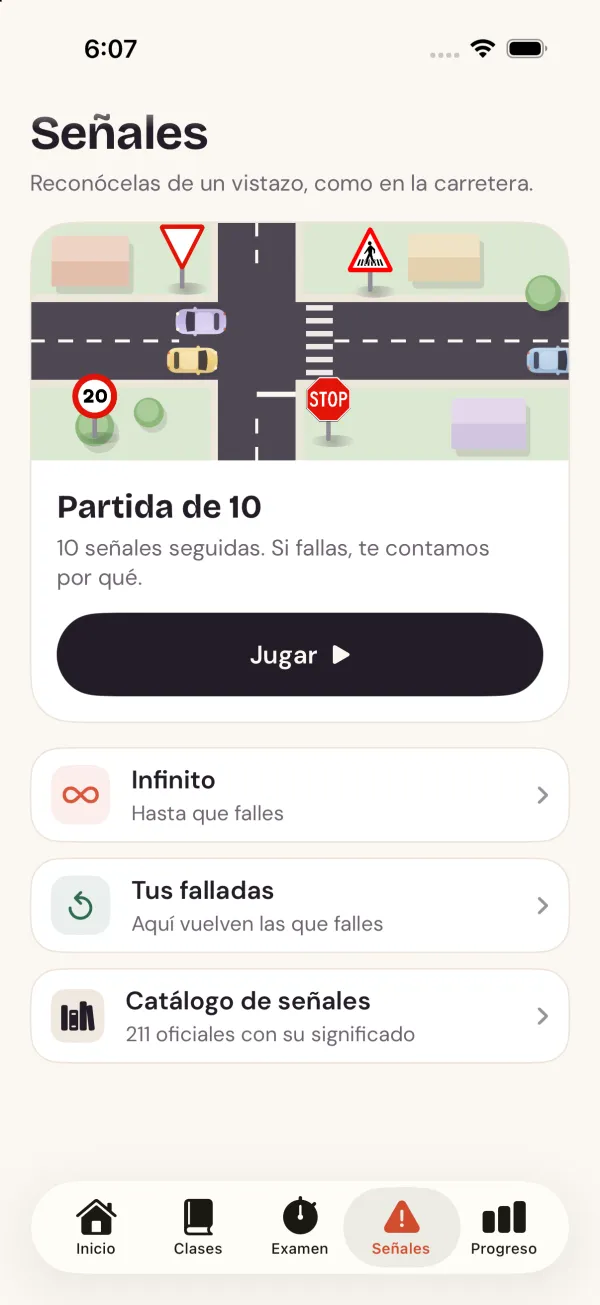 6:07
Señales
Reconócelas de un vistazo, como en la carretera.
20
STOP
Partida de 10
10 señales seguidas. Si fallas, te contamos
por qué.
Jugar
Infinito
Hasta que falles
Tus falladas
Aquí vuelven las que falles
Catálogo de señales
211 oficiales con su significado
Inicio
Clases
Examen
Señales
Progreso